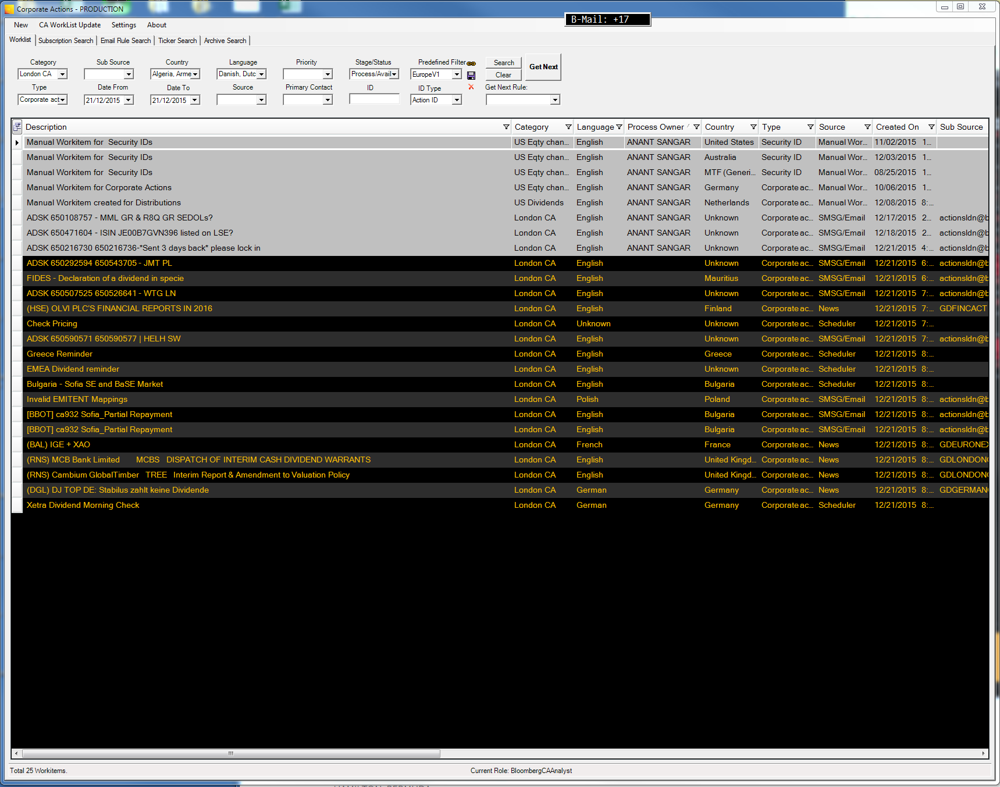 Corporate Actions - PRODUCTION
B-Mail: +17
New CA WorkList Update Settings About
Worklist Subscription Search Email Rule Search Ticker Search Archive Search
Category Sub Source Country Language Priority Stage/Status Predefined Filter Search Get Next
London CA Algeria, Arme Danish, Dutc Process/Avail EuropeV1 Clear
Type Date From Date To Source Primary Contact ID ID Type Get Next Rule:
Corporate act 21/12/2015 21/12/2015 Action ID
Description Category Language Process Owner Country Type Source Created On Sub Source
Manual Workitem for Security IDs US Eqty chan... English ANANT SANGAR United States Security ID Manual Wor... 11/02/2015 1...
Manual Workitem for Security IDs US Eqty chan... English ANANT SANGAR Australia Security ID Manual Wor... 12/03/2015 1...
Manual Workitem for Security IDs US Eqty chan... English ANANT SANGAR MTF (Generi... Security ID Manual Wor... 08/25/2015 1...
Manual Workitem for Corporate Actions US Eqty chan... English ANANT SANGAR Germany Corporate ac... Manual Wor... 10/06/2015 1...
Manual Workitem created for Distributions US Dividends English ANANT SANGAR Netherlands Corporate ac... Manual Wor... 12/08/2015 8:...
ADSK 650108757 - MML GR & R8Q GR SEDOLs? London CA English ANANT SANGAR Unknown Corporate ac... SMSG/Email 12/17/2015 2... actionsldn@b
ADSK 650471604 - ISIN JE00B7GVN396 listed on LSE? London CA English ANANT SANGAR Unknown Corporate ac... SMSG/Email 12/18/2015 2... actionsldn@b
ADSK 650216730 650216736-*Sent 3 days back* please lock in London CA English ANANT SANGAR Unknown Corporate ac... SMSG/Email 12/21/2015 4:... actionsldn@b
ADSK 650292594 650543705 - JMT PL London CA English Unknown Corporate ac... SMSG/Email 12/21/2015 6:... actionsldn@b
FIDES - Declaration of a dividend in specie London CA English Mauritius Corporate ac... SMSG/Email 12/21/2015 6:... actionsldn@b
ADSK 650507525 650526641 - WTG LN London CA English Unknown Corporate ac... SMSG/Email 12/21/2015 7:... actionsldn@b
(HSE) OLVI PLC'S FINANCIAL REPORTS IN 2016 London CA English Finland Corporate ac... News 12/21/2015 7:... GDFINCACT
Check Pricing London CA Unknown Unknown Corporate ac... Scheduler 12/21/2015 7:...
ADSK 650590571 650590577 | HELH SW London CA English Unknown Corporate ac... SMSG/Email 12/21/2015 7:... actionsldn@b
Greece Reminder London CA English Greece Corporate ac... Scheduler 12/21/2015 8:...
EMEA Dividend reminder London CA English Unknown Corporate ac... Scheduler 12/21/2015 8:...
Bulgaria - Sofia SE and BaSE Market London CA English Bulgaria Corporate ac... Scheduler 12/21/2015 8:...
Invalid EMITENT Mappings London CA Polish Poland Corporate ac... SMSG/Email 12/21/2015 8:... actionsldn@b
[BBOT] ca932 Sofia_Partial Repayment London CA English Bulgaria Corporate ac... SMSG/Email 12/21/2015 8:... actionsldn@b
[BBOT] ca932 Sofia_Partial Repayment London CA English Bulgaria Corporate ac... SMSG/Email 12/21/2015 8:... actionsldn@b
(BAL) IGE + XAO London CA French France Corporate ac... News 12/21/2015 8:... GDEURONEX
(RNS) MCB Bank Limited MCBS DISPATCH OF INTERIM CASH DIVIDEND WARRANTS London CA English United Kingd... Corporate ac... News 12/21/2015 8:... GDLONDON
(RNS) Cambium GlobalTimber TREE Interim Report & Amendment to Valuation Policy London CA English United Kingd... Corporate ac... News 12/21/2015 8:... GDLONDON
(DGL) DJ TOP DE: Stabilus zahlt keine Dividende London CA German Germany Corporate ac... News 12/21/2015 8:... GDGERMAN
Xetra Dividend Morning Check London CA German Germany Corporate ac... Scheduler 12/21/2015 8:...
Total 25 Workitems. Current Role: BloombergCAAnalyst